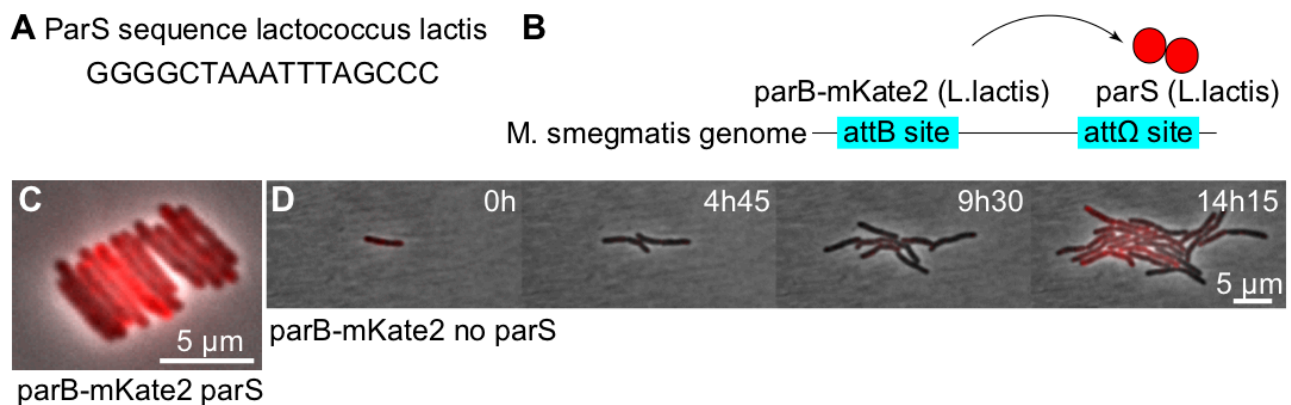 A ParS sequence lactococcus lactis
GGGGCTAAATTTAGCCC
B
parB-mKate2 (L.lactis) parS (L.lactis)
M. smegmatis genome attB site attΩ site
C
5 µm
parB-mKate2 parS
D 0h 4h45 9h30 14h15
5 µm
parB-mKate2 no parS